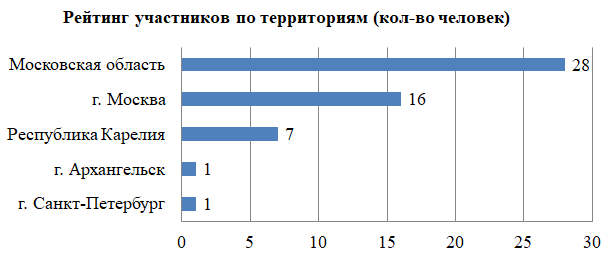 Рейтинг участников по территориям (кол-во человек)
Московская область 28
г. Москва 16
Республика Карелия 7
г. Архангельск 1
г. Санкт-Петербург 1
0 5 10 15 20 25 30